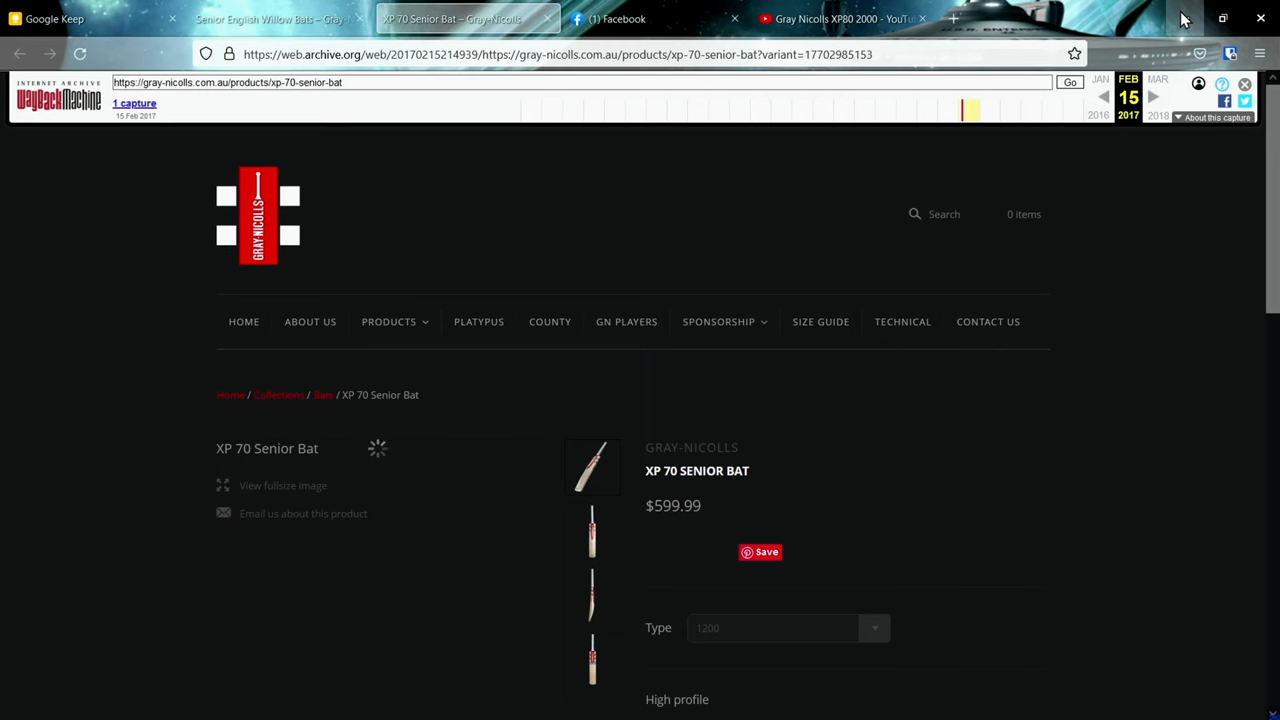 Google Keep
Senior English Willow Bats – Gray-
XP 70 Senior Bat – Gray-Nicolls
(1) Facebook
Gray Nicolls XP80 2000 - YouTu
https://web.archive.org/web/20170215214939/https://gray-nicolls.com.au/products/xp-70-senior-bat?variant=17702985153
INTERNET ARCHIVE
WayBackMachine
https://gray-nicolls.com.au/products/xp-70-senior-bat
Go
JAN FEB MAR
1 capture
15
15 Feb 2017
2016 2017 2018
About this capture
GRAY-NICOLLS
Search
0 items
HOME ABOUT US PRODUCTS PLATYPUS COUNTY GN PLAYERS SPONSORSHIP SIZE GUIDE TECHNICAL CONTACT US
Home / Collections / Bats / XP 70 Senior Bat
XP 70 Senior Bat
View fullsize image
Email us about this product
GRAY-NICOLLS
XP 70 SENIOR BAT
$599.99
Save
Type 1200
High profile